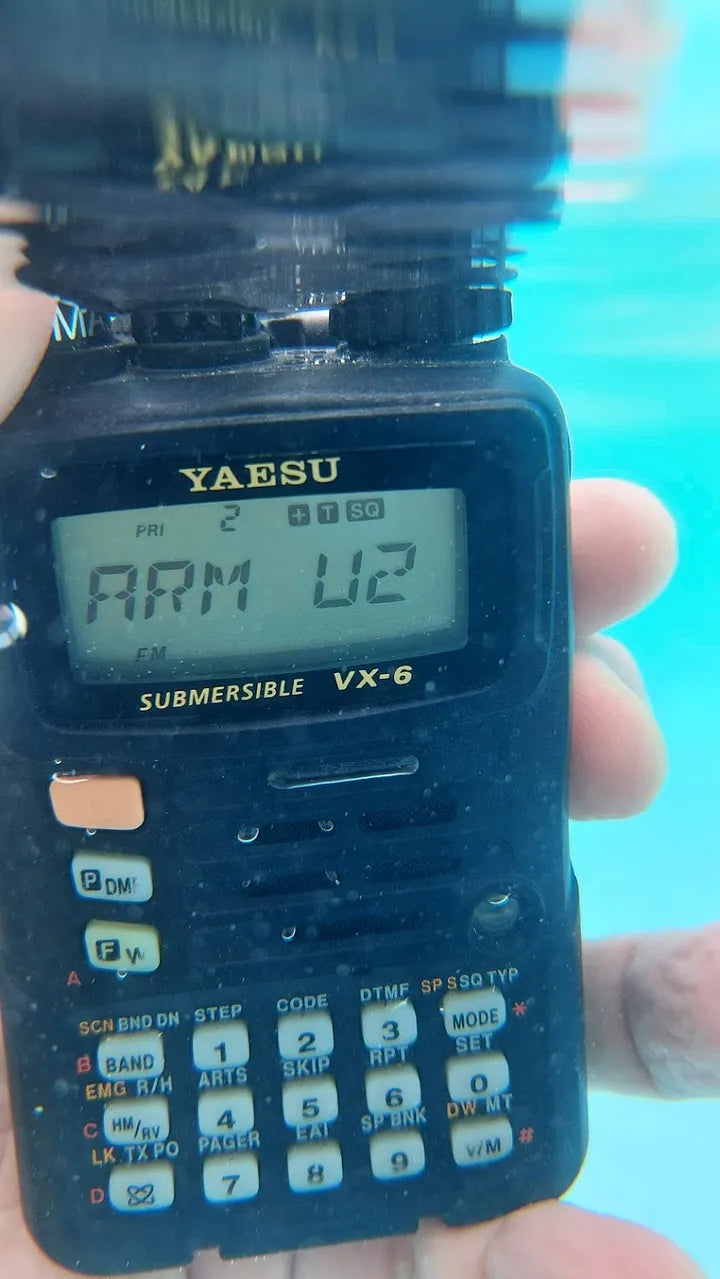 MA
YAESU
PRI 2 + T SQ
ARM U2
FM
SUBMERSIBLE VX-6
P
F W
A
SCN BND DN STEP CODE DTMF SP S SQ TYP
B BAND 1 2 3 MODE *
EMG R/H ARTS SKIP RPT SET
C HM/RV 4 5 6 0
LK TX PO PAGER EAI SP BNK DW MT
D 7 8 9 V/M #